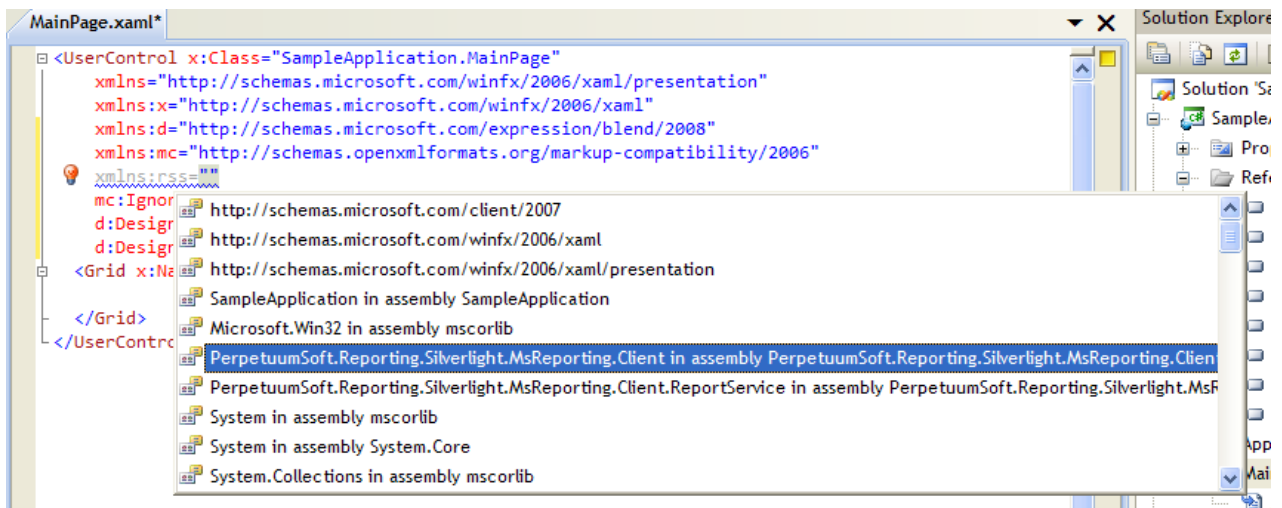 MainPage.xaml*
Solution Explore
<UserControl x:Class="SampleApplication.MainPage"
xmlns="http://schemas.microsoft.com/winfx/2006/xaml/presentation"
xmlns:x="http://schemas.microsoft.com/winfx/2006/xaml"
xmlns:d="http://schemas.microsoft.com/expression/blend/2008"
xmlns:mc="http://schemas.openxmlformats.org/markup-compatibility/2006"
xmlns:rss=""
mc:Ignor
d:Design
d:Design
<Grid x:Na
</Grid>
</UserContro
http://schemas.microsoft.com/client/2007
http://schemas.microsoft.com/winfx/2006/xaml
http://schemas.microsoft.com/winfx/2006/xaml/presentation
SampleApplication in assembly SampleApplication
Microsoft.Win32 in assembly mscorlib
PerpetuumSoft.Reporting.Silverlight.MsReporting.Client in assembly PerpetuumSoft.Reporting.Silverlight.MsReporting.Clien
PerpetuumSoft.Reporting.Silverlight.MsReporting.Client.ReportService in assembly PerpetuumSoft.Reporting.Silverlight.MsR
System in assembly mscorlib
System in assembly System.Core
System.Collections in assembly mscorlib
Solution 'Sa
Sample
Pro
Refe
App
Mai